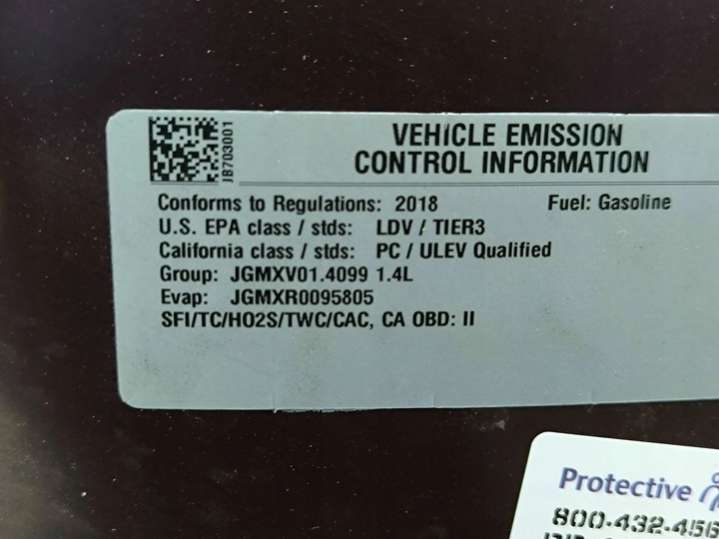 JB703001
VEHICLE EMISSION
CONTROL INFORMATION
Conforms to Regulations: 2018 Fuel: Gasoline
U.S. EPA class / stds: LDV / TIER3
California class / stds: PC / ULEV Qualified
Group: JGMXV01.4099 1.4L
Evap: JGMXR0095805
SFI/TC/HO2S/TWC/CAC, CA OBD: II
Protective
800-432-456